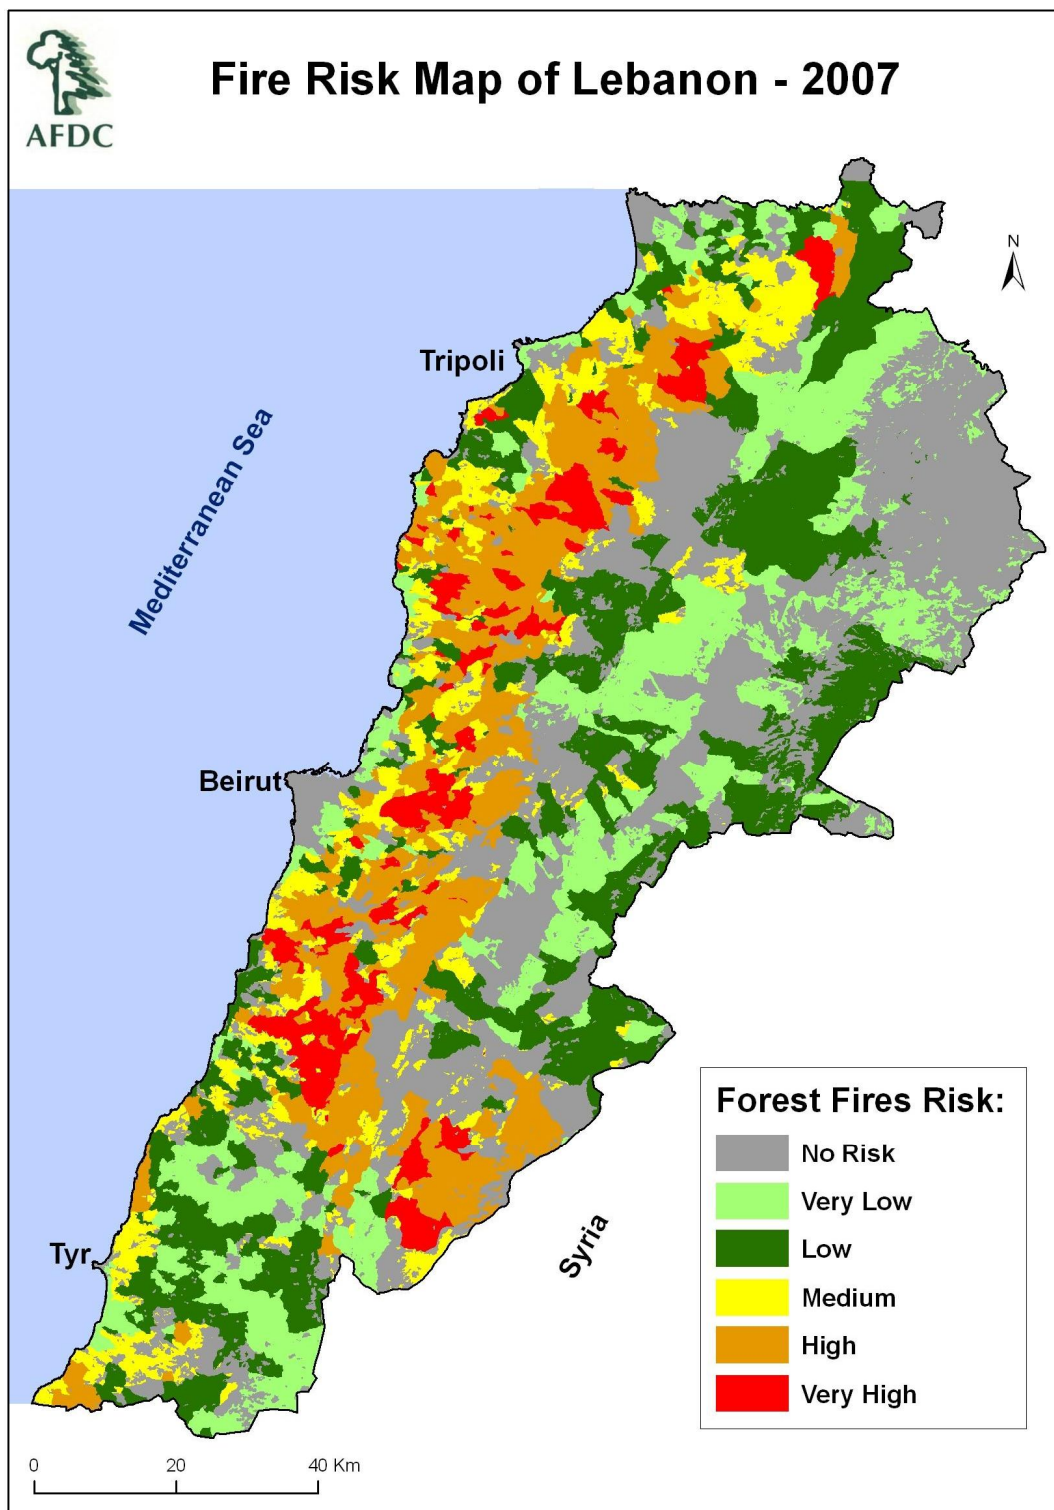 AFDC
Fire Risk Map of Lebanon - 2007
N
Tripoli
Mediterranean Sea
Beirut
Tyr
Syria
Forest Fires Risk:
No Risk
Very Low
Low
Medium
High
Very High
0 20 40 Km